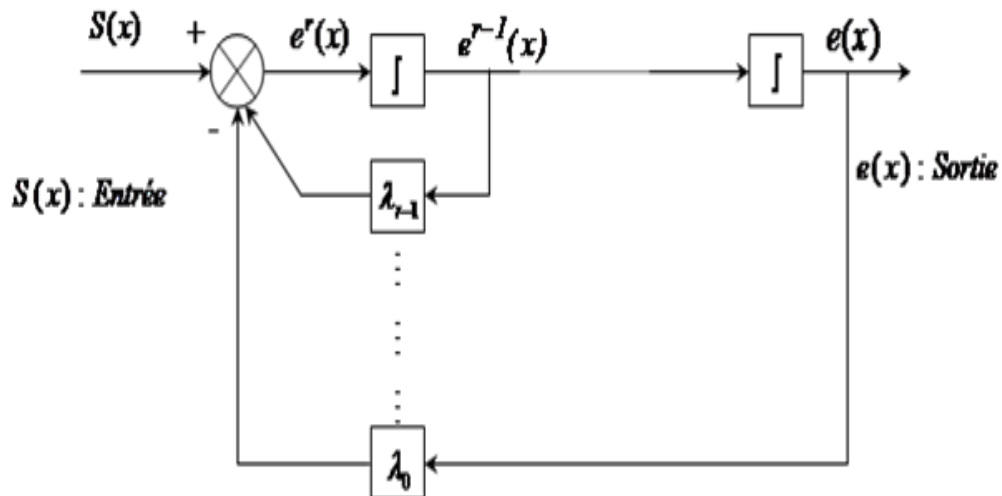 S(x)
+
e^r(x)
∫
e^{r-1}(x)
∫
e(x)
-
S(x) : Entrée
λ_{r-1}
e(x) : Sortie
λ_0